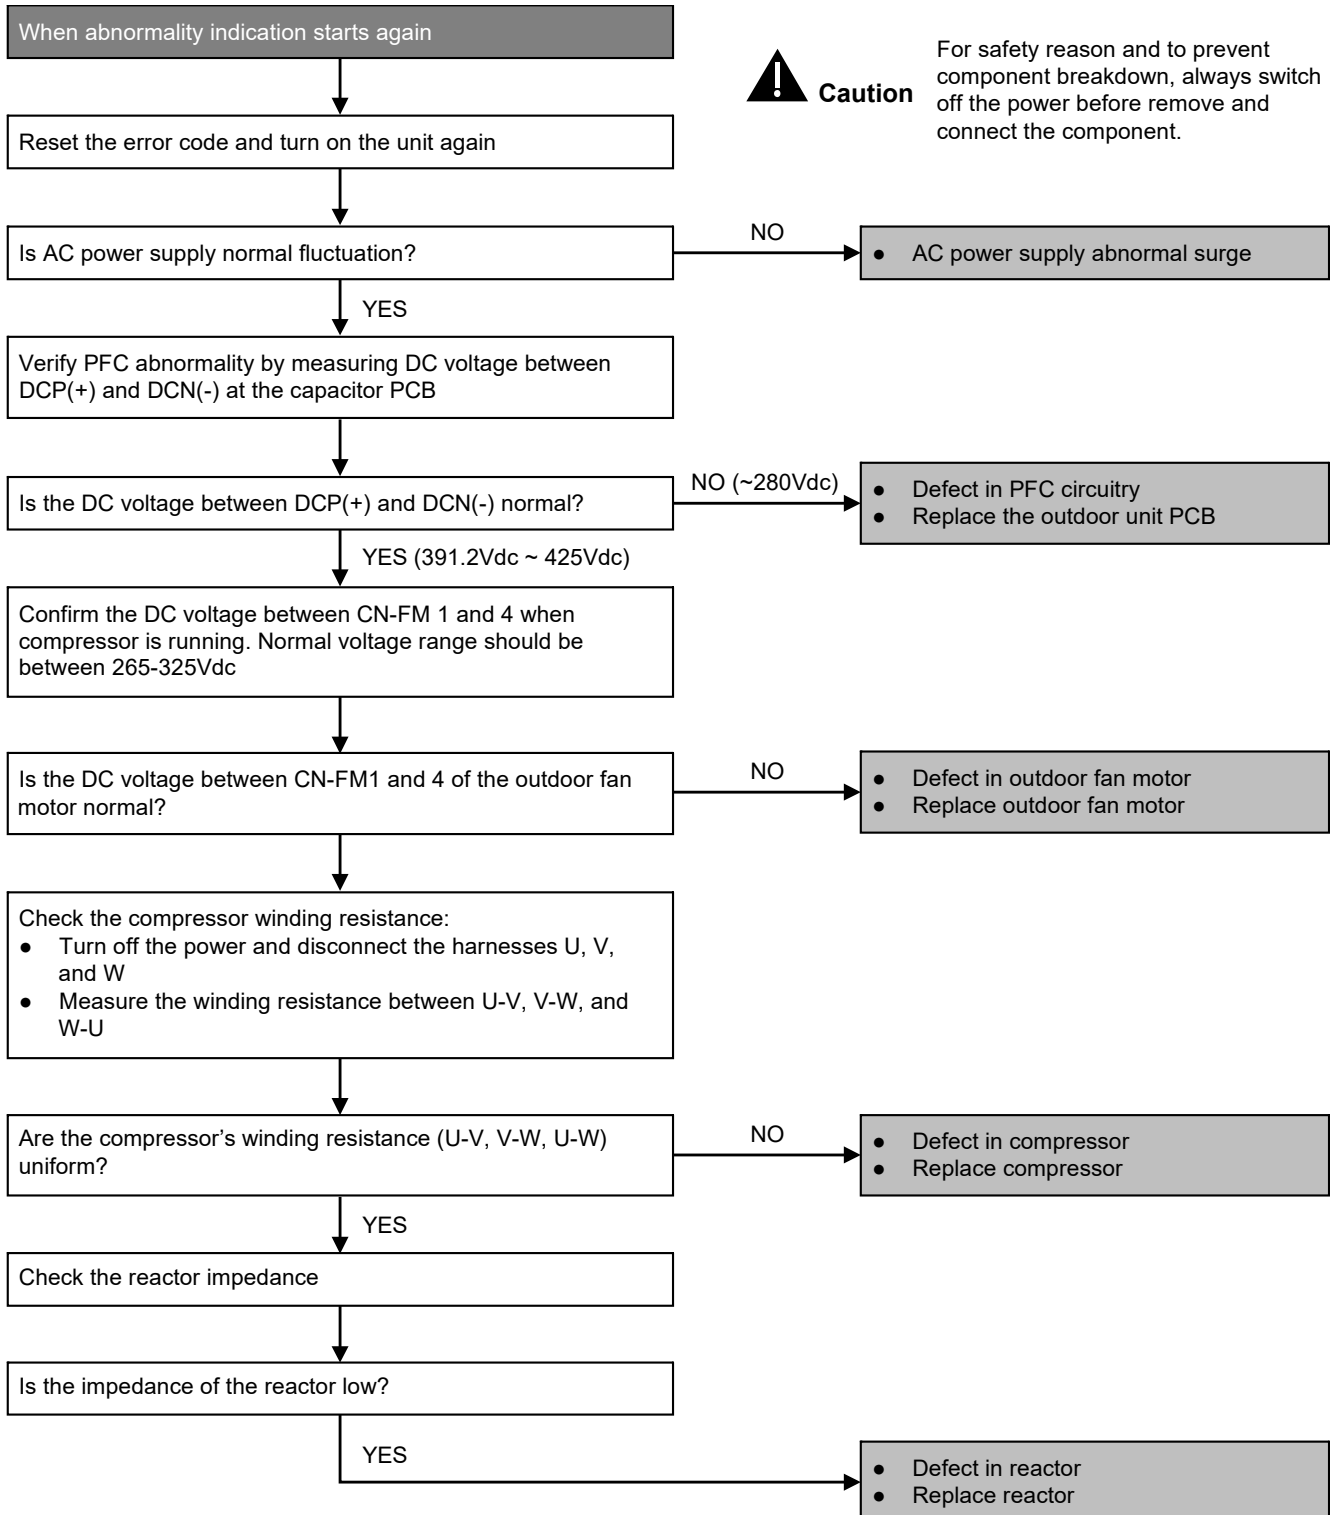 When abnormality indication starts again
Caution
For safety reason and to prevent
component breakdown, always switch
off the power before remove and
connect the component.
Reset the error code and turn on the unit again
Is AC power supply normal fluctuation?
NO
● AC power supply abnormal surge
YES
Verify PFC abnormality by measuring DC voltage between
DCP(+) and DCN(-) at the capacitor PCB
Is the DC voltage between DCP(+) and DCN(-) normal?
NO (~280Vdc)
● Defect in PFC circuitry
● Replace the outdoor unit PCB
YES (391.2Vdc ~ 425Vdc)
Confirm the DC voltage between CN-FM 1 and 4 when
compressor is running. Normal voltage range should be
between 265-325Vdc
Is the DC voltage between CN-FM1 and 4 of the outdoor fan
motor normal?
NO
● Defect in outdoor fan motor
● Replace outdoor fan motor
Check the compressor winding resistance:
● Turn off the power and disconnect the harnesses U, V,
and W
● Measure the winding resistance between U-V, V-W, and
W-U
Are the compressor’s winding resistance (U-V, V-W, U-W)
uniform?
NO
● Defect in compressor
● Replace compressor
YES
Check the reactor impedance
Is the impedance of the reactor low?
YES
● Defect in reactor
● Replace reactor